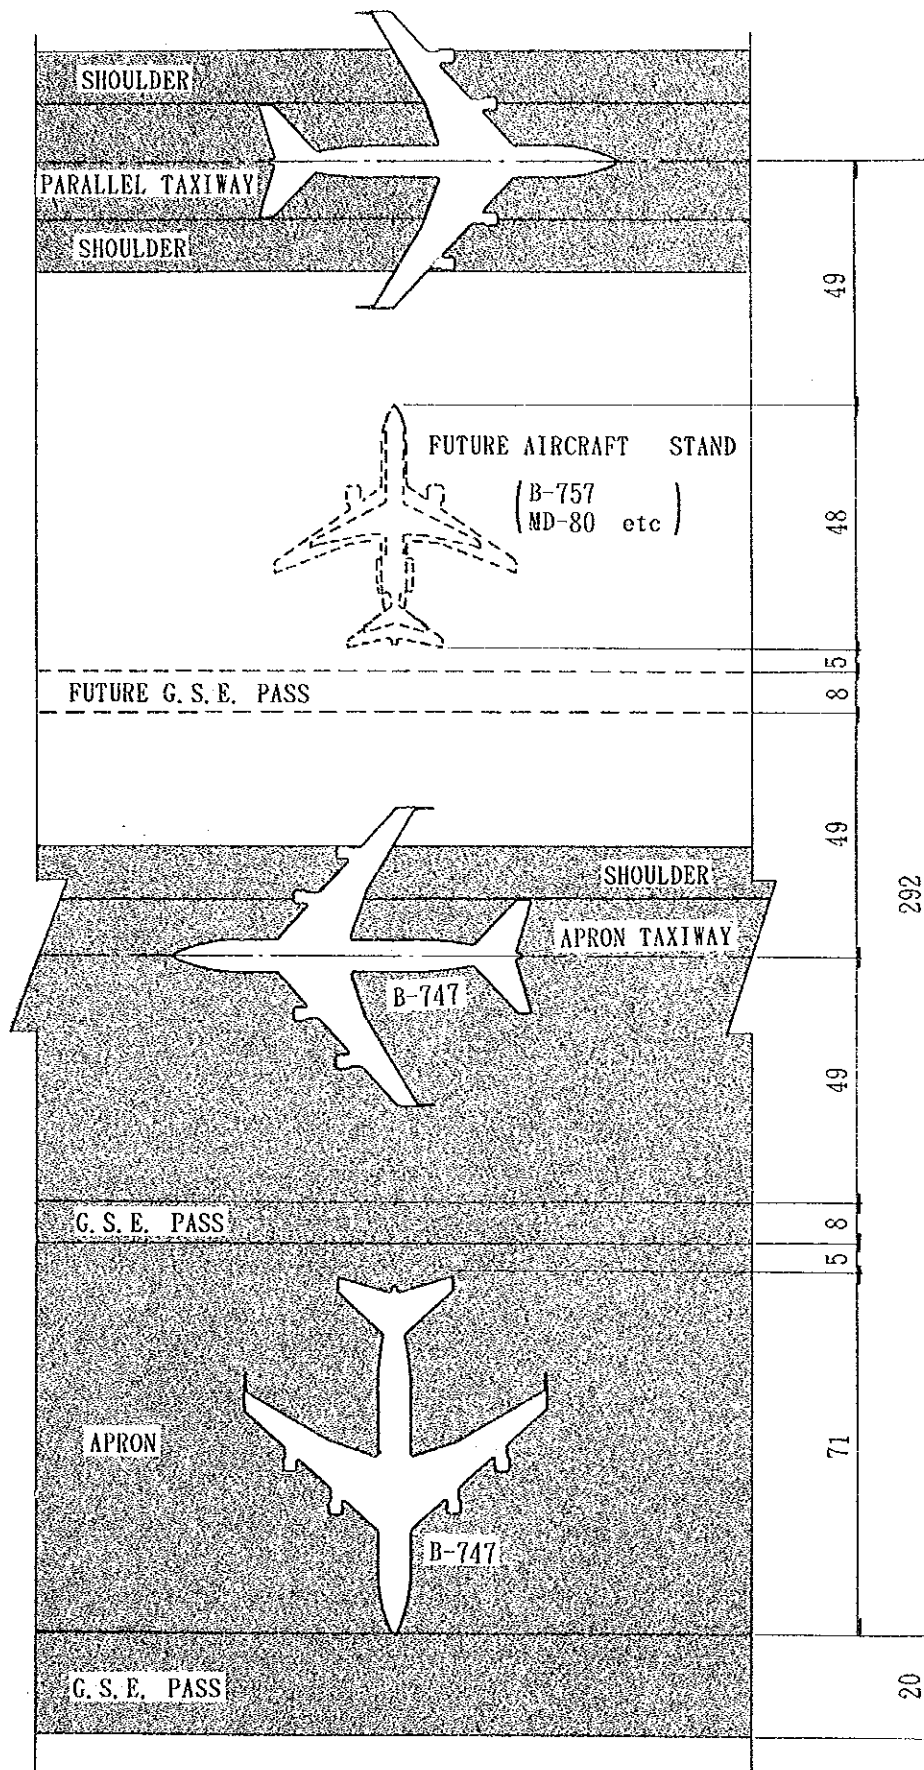 SHOULDER
PARALLEL TAXIWAY
SHOULDER
49
FUTURE AIRCRAFT STAND
(B-757
MD-80 etc)
48
5
FUTURE G.S.E. PASS
8
49
SHOULDER
292
APRON TAXIWAY
B-747
49
G.S.E. PASS
8
5
APRON
71
B-747
G.S.E. PASS
20